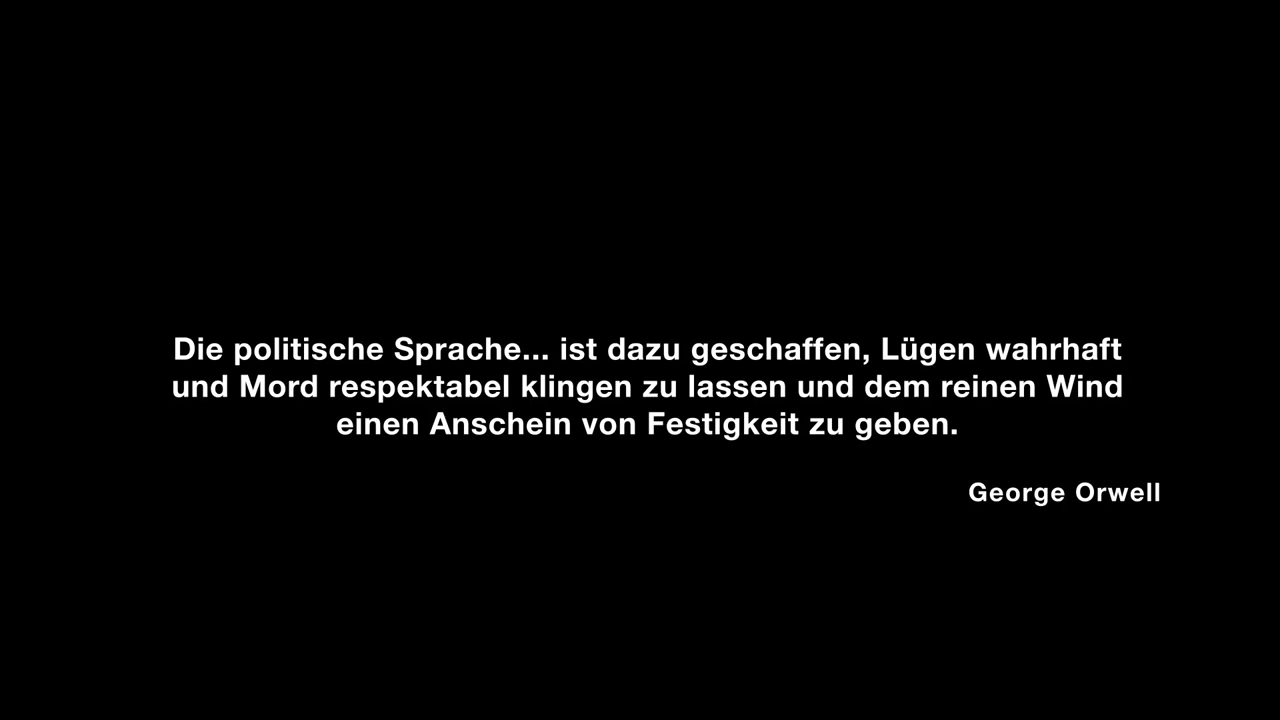 Die politische Sprache... ist dazu geschaffen, Lügen wahrhaft
und Mord respektabel klingen zu lassen und dem reinen Wind
einen Anschein von Festigkeit zu geben.
George Orwell